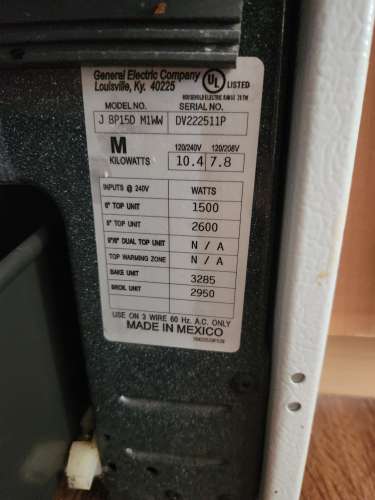 General Electric Company
Louisville, Ky. 40225
UL LISTED
HOUSEHOLD ELECTRIC RANGE
MODEL NO. SERIAL NO.
J BP15D M1WW DV222511P
M 120/240V 120/208V
KILOWATTS 10.4 7.8
INPUTS @ 240V WATTS
6" TOP UNIT 1500
8" TOP UNIT 2600
6"/9" DUAL TOP UNIT N / A
TOP WARMING ZONE N / A
BAKE UNIT 3285
BROIL UNIT 2950
USE ON 3 WIRE 60 Hz. A.C. ONLY
MADE IN MEXICO